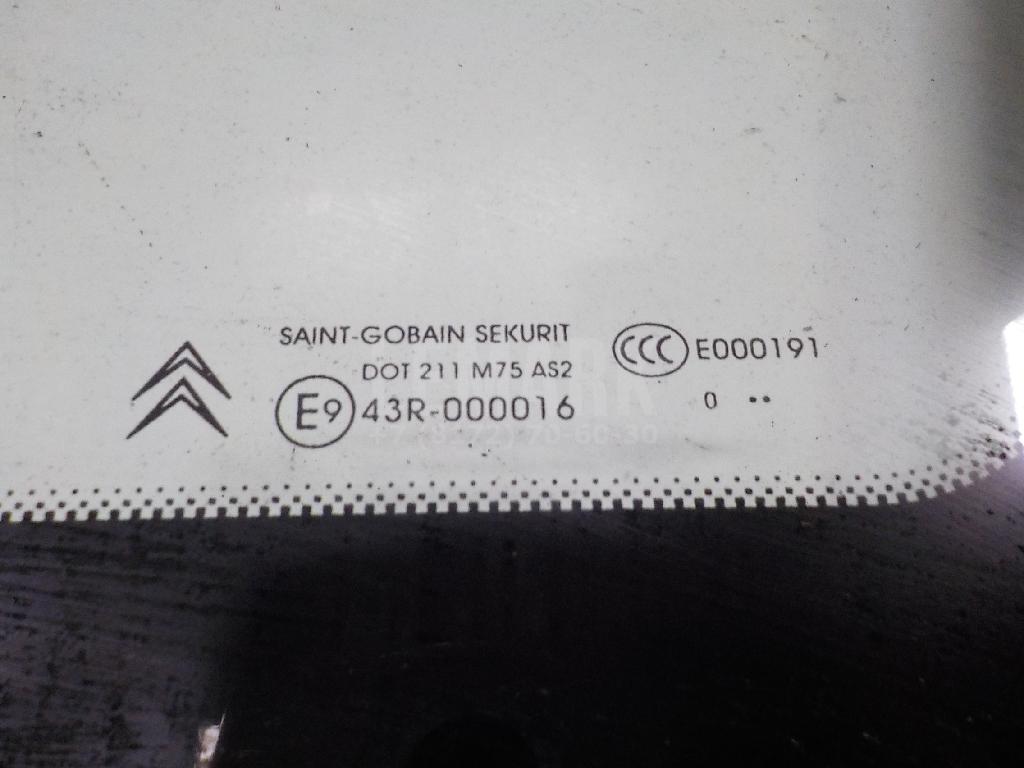 SAINT-GOBAIN SEKURIT
DOT 211 M75 AS2
E9 43R-000016
CCC E000191
0 ..